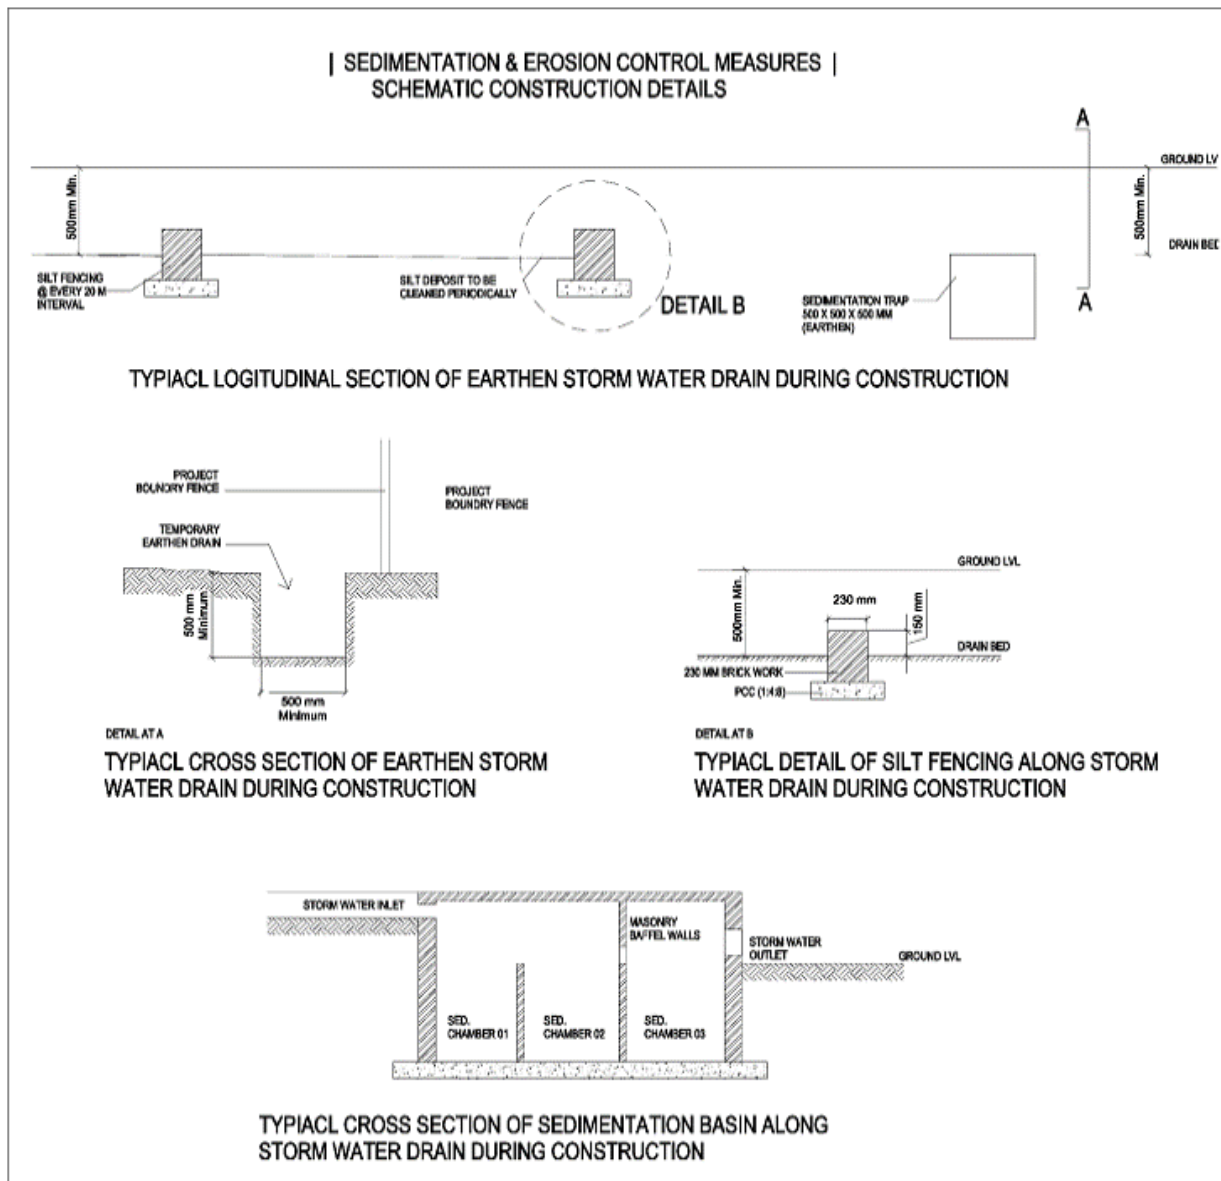 | SEDIMENTATION & EROSION CONTROL MEASURES |
SCHEMATIC CONSTRUCTION DETAILS
A
GROUND LV
500mm Min.
500mm Min.
DRAIN BED
SILT FENCING
@ EVERY 20 M
INTERVAL
SILT DEPOSIT TO BE
CLEANED PERIODICALLY
DETAIL B
SEDIMENTATION TRAP
500 X 500 X 500 MM
(EARTHEN)
A
TYPIACL LOGITUDINAL SECTION OF EARTHEN STORM WATER DRAIN DURING CONSTRUCTION
PROJECT
BOUNDRY FENCE
PROJECT
BOUNDRY FENCE
TEMPORARY
EARTHEN DRAIN
500 mm
Minimum
500 mm
Minimum
DETAIL AT A
TYPIACL CROSS SECTION OF EARTHEN STORM
WATER DRAIN DURING CONSTRUCTION
GROUND LVL
500mm Min.
230 mm
150 mm
DRAIN BED
230 MM BRICK WORK
PCC (1:4:8)
DETAIL AT B
TYPIACL DETAIL OF SILT FENCING ALONG STORM
WATER DRAIN DURING CONSTRUCTION
STORM WATER INLET
MASONRY
BAFFEL WALLS
STORM WATER
OUTLET
GROUND LVL
SED.
CHAMBER 01
SED.
CHAMBER 02
SED.
CHAMBER 03
TYPIACL CROSS SECTION OF SEDIMENTATION BASIN ALONG
STORM WATER DRAIN DURING CONSTRUCTION